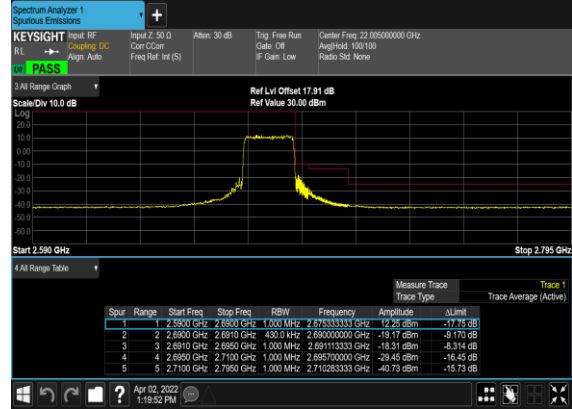 Spectrum Analyzer 1
Spurious Emissions
KEYSIGHT Input: RF Input Z: 50 Ω Atten: 30 dB Trig: Free Run Center Freq: 22.005000000 GHz
RL Coupling: DC Corr CCorr Gate: Off Avg|Hold: 100/100
Align: Auto Freq Ref: Int (S) IF Gain: Low Radio Std: None
PASS
3.All Range Graph
Ref Lvl Offset 17.91 dB
Scale/Div 10.0 dB Ref Value 30.00 dBm
Log
20.0
10.0
0.00
-10.0
-20.0
-30.0
-40.0
-50.0
-60.0
Start 2.590 GHz Stop 2.795 GHz
4.All Range Table
Measure Trace Trace 1
Trace Type Trace Average (Active)
Spur Range Start Freq Stop Freq RBW Frequency Amplitude ΔLimit
1 1 2.5900 GHz 2.6900 GHz 1.000 MHz 2.675333333 GHz 12.25 dBm -17.75 dB
2 2 2.6900 GHz 2.6910 GHz 430.0 kHz 2.690000000 GHz -19.17 dBm -9.170 dB
3 3 2.6910 GHz 2.6950 GHz 1.000 MHz 2.691113333 GHz -18.31 dBm -8.314 dB
4 4 2.6950 GHz 2.7100 GHz 1.000 MHz 2.695700000 GHz -29.45 dBm -16.45 dB
5 5 2.7100 GHz 2.7950 GHz 1.000 MHz 2.710283333 GHz -40.73 dBm -15.73 dB
Apr 02, 2022
1:19:52 PM